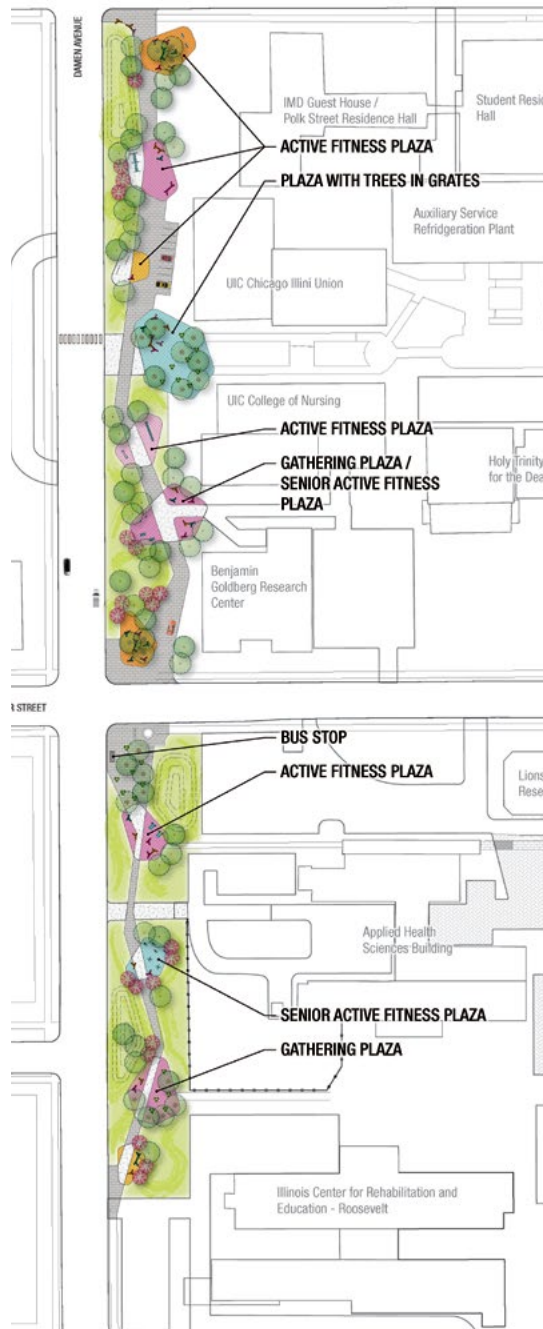 DAMEN AVENUE
IMD Guest House /
Polk Street Residence Hall
Student Resi
Hall
ACTIVE FITNESS PLAZA
PLAZA WITH TREES IN GRATES
Auxiliary Service
Refridgeration Plant
UIC Chicago Illini Union
UIC College of Nursing
ACTIVE FITNESS PLAZA
GATHERING PLAZA /
SENIOR ACTIVE FITNESS
PLAZA
Holy Trinity
for the Dea
Benjamin
Goldberg Research
Center
R STREET
BUS STOP
ACTIVE FITNESS PLAZA
Lions
Rese
Applied Health
Sciences Building
SENIOR ACTIVE FITNESS PLAZA
GATHERING PLAZA
Illinois Center for Rehabilitation and
Education - Roosevelt